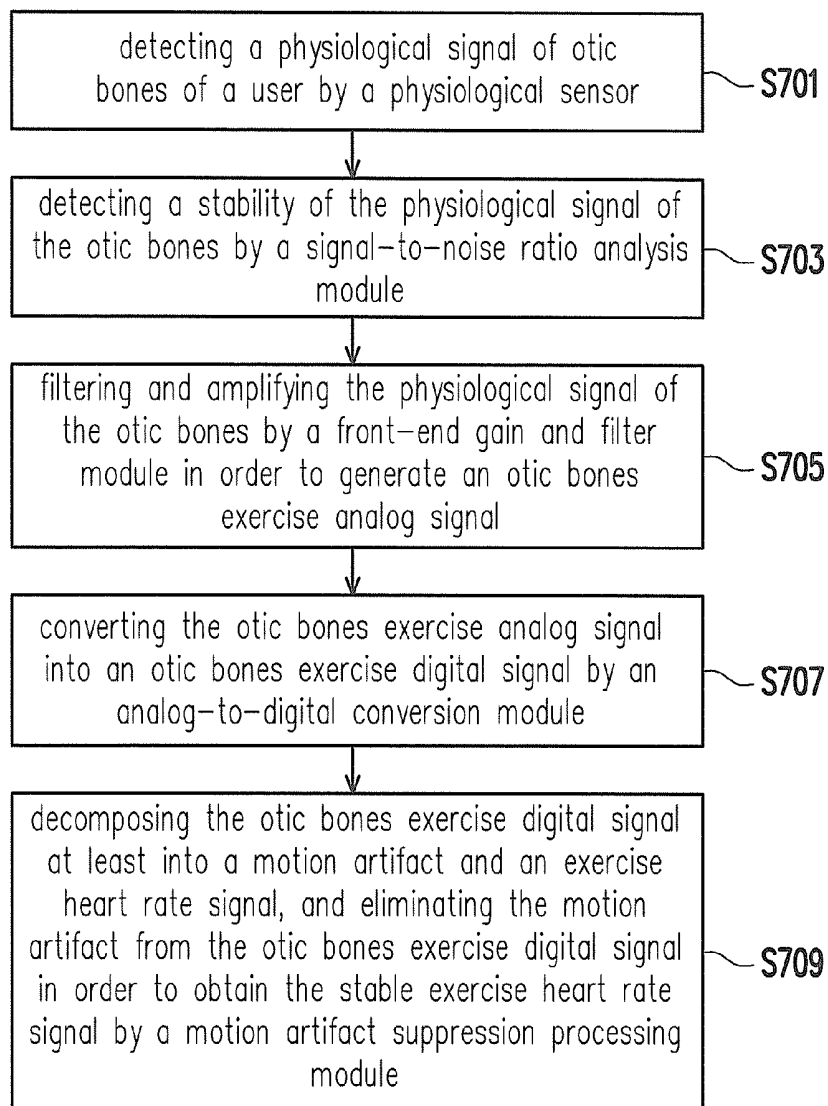 detecting a physiological signal of otic
bones of a user by a physiological sensor
S701
detecting a stability of the physiological signal of
the otic bones by a signal-to-noise ratio analysis
module
S703
filtering and amplifying the physiological signal of
the otic bones by a front-end gain and filter
module in order to generate an otic bones
exercise analog signal
S705
converting the otic bones exercise analog signal
into an otic bones exercise digital signal by an
analog-to-digital conversion module
S707
decomposing the otic bones exercise digital signal
at least into a motion artifact and an exercise
heart rate signal, and eliminating the motion
artifact from the otic bones exercise digital signal
in order to obtain the stable exercise heart rate
signal by a motion artifact suppression processing
module
S709